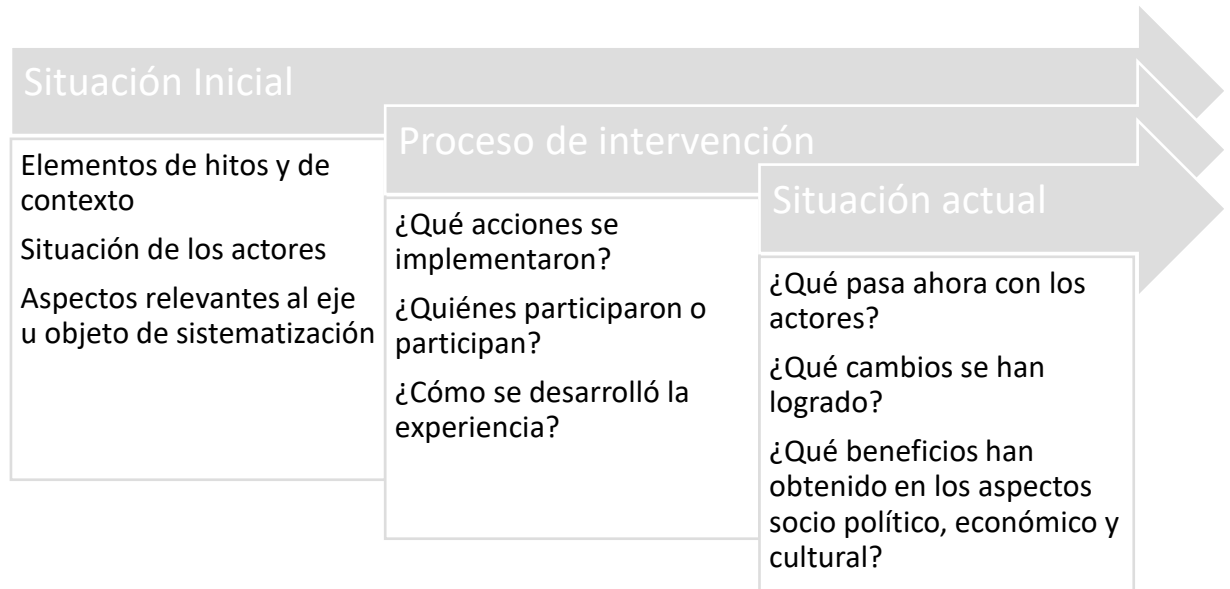 Situación Inicial
Elementos de hitos y de
contexto
Situación de los actores
Aspectos relevantes al eje
u objeto de sistematización
Proceso de intervención
¿Qué acciones se
implementaron?
¿Quiénes participaron o
participan?
¿Cómo se desarrolló la
experiencia?
Situación actual
¿Qué pasa ahora con los
actores?
¿Qué cambios se han
logrado?
¿Qué beneficios han
obtenido en los aspectos
socio político, económico y
cultural?